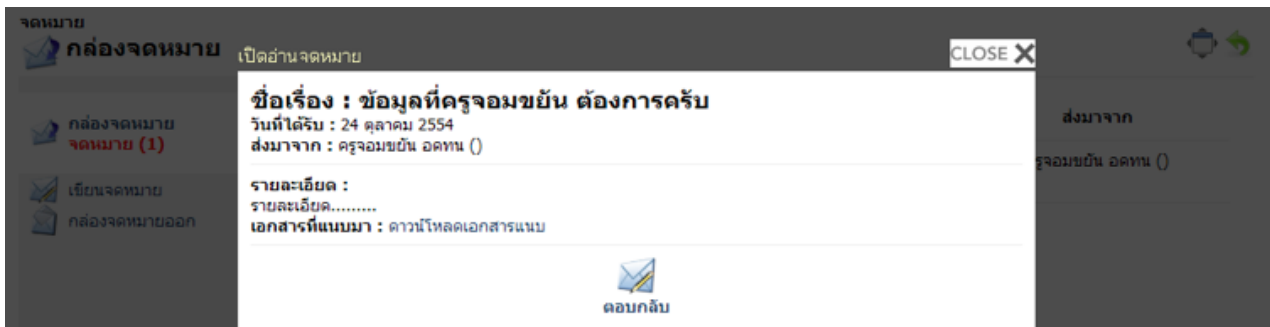 จดหมาย
กล่องจดหมาย
เปิดอ่านจดหมาย
CLOSE X
ชื่อเรื่อง : ข้อมูลที่ครูจอมขยัน ต้องการครับ
วันที่ได้รับ : 24 ตุลาคม 2554
ส่งมาจาก : ครูจอมขยัน อดทน ()
รายละเอียด :
รายละเอียด.........
เอกสารที่แนบมา : ดาวน์โหลดเอกสารแนบ
ตอบกลับ
กล่องจดหมาย
จดหมาย (1)
เขียนจดหมาย
กล่องจดหมายออก
ส่งมาจาก
รูจอมขยัน อดทน ()